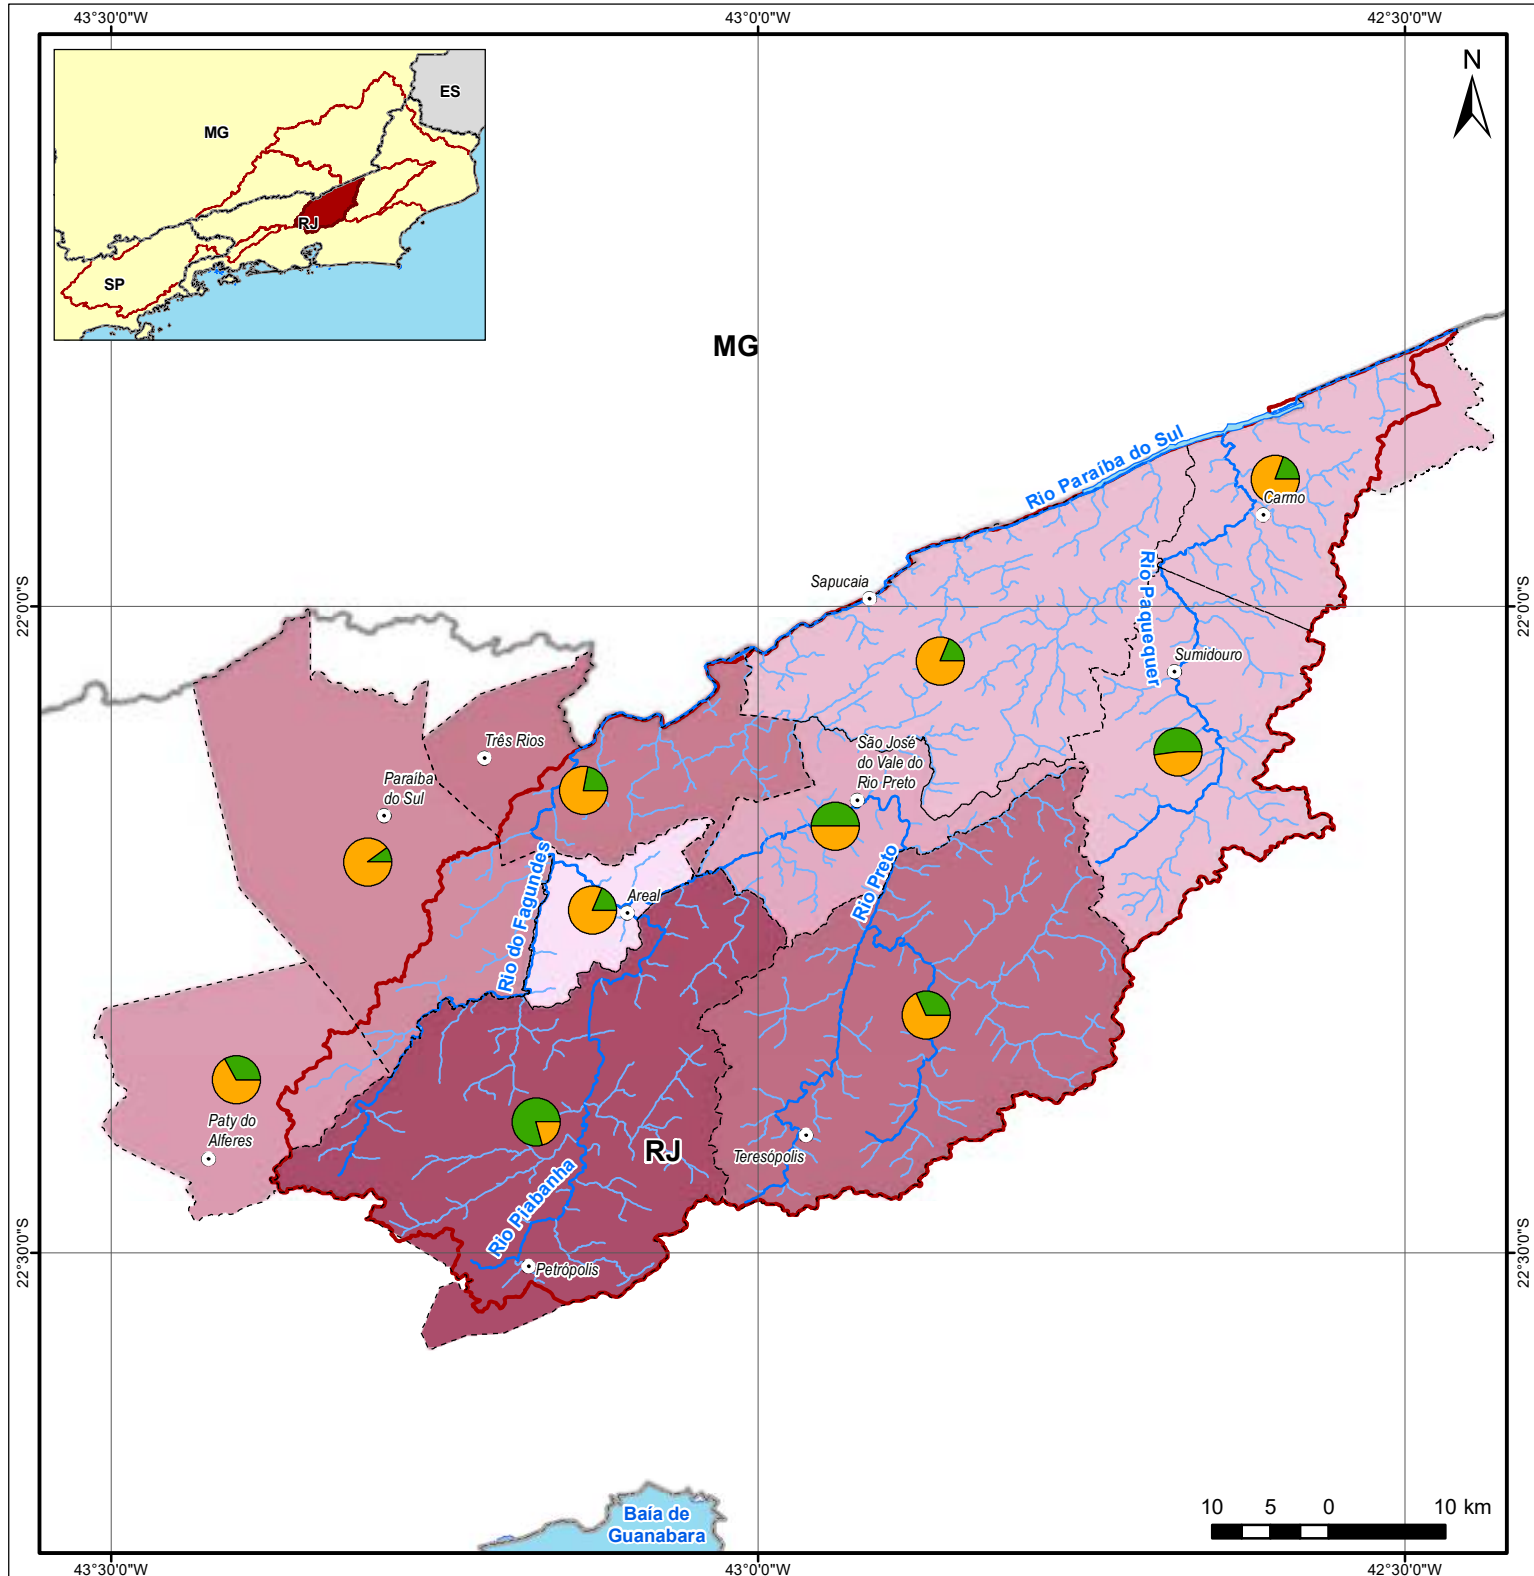 43°30'0"W
43°0'0"W
42°30'0"W
ES
MG
RJ
SP
N
MG
Rio Paraíba do Sul
Carmo
22°0'0"S
22°0'0"S
Sapucaia
Rio Paquequer
Sumidouro
Três Rios
São José
do Vale do
Rio Preto
Paraíba
do Sul
Rio do Fagundes
Rio Preto
Areal
Paty do
Alferes
Teresópolis
RJ
Rio Piabanha
Petrópolis
22°30'0"S
22°30'0"S
Baía de
Guanabara
10 5 0 10 km
43°30'0"W
43°0'0"W
42°30'0"W